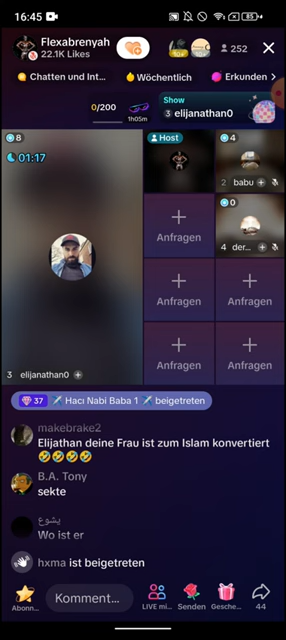 16:45
85
Flexabrenyah
22.1K Likes
10+
252
Chatten und Int...
Wöchentlich
Erkunden
0/200
1h05m
Show
3 elijanathan0
8
01:17
Host
4
2 babu
Anfragen
0
4 der...
Anfragen
Anfragen
Anfragen
Anfragen
3 elijanathan0
37 Hacı Nabi Baba 1 beigetreten
makebrake2
Elijathan deine Frau ist zum Islam konvertiert
B.A. Tony
sekte
يشوع
Wo ist er
hxma ist beigetreten
Abonn...
Komment...
LIVE mi...
Senden
Gesche...
44